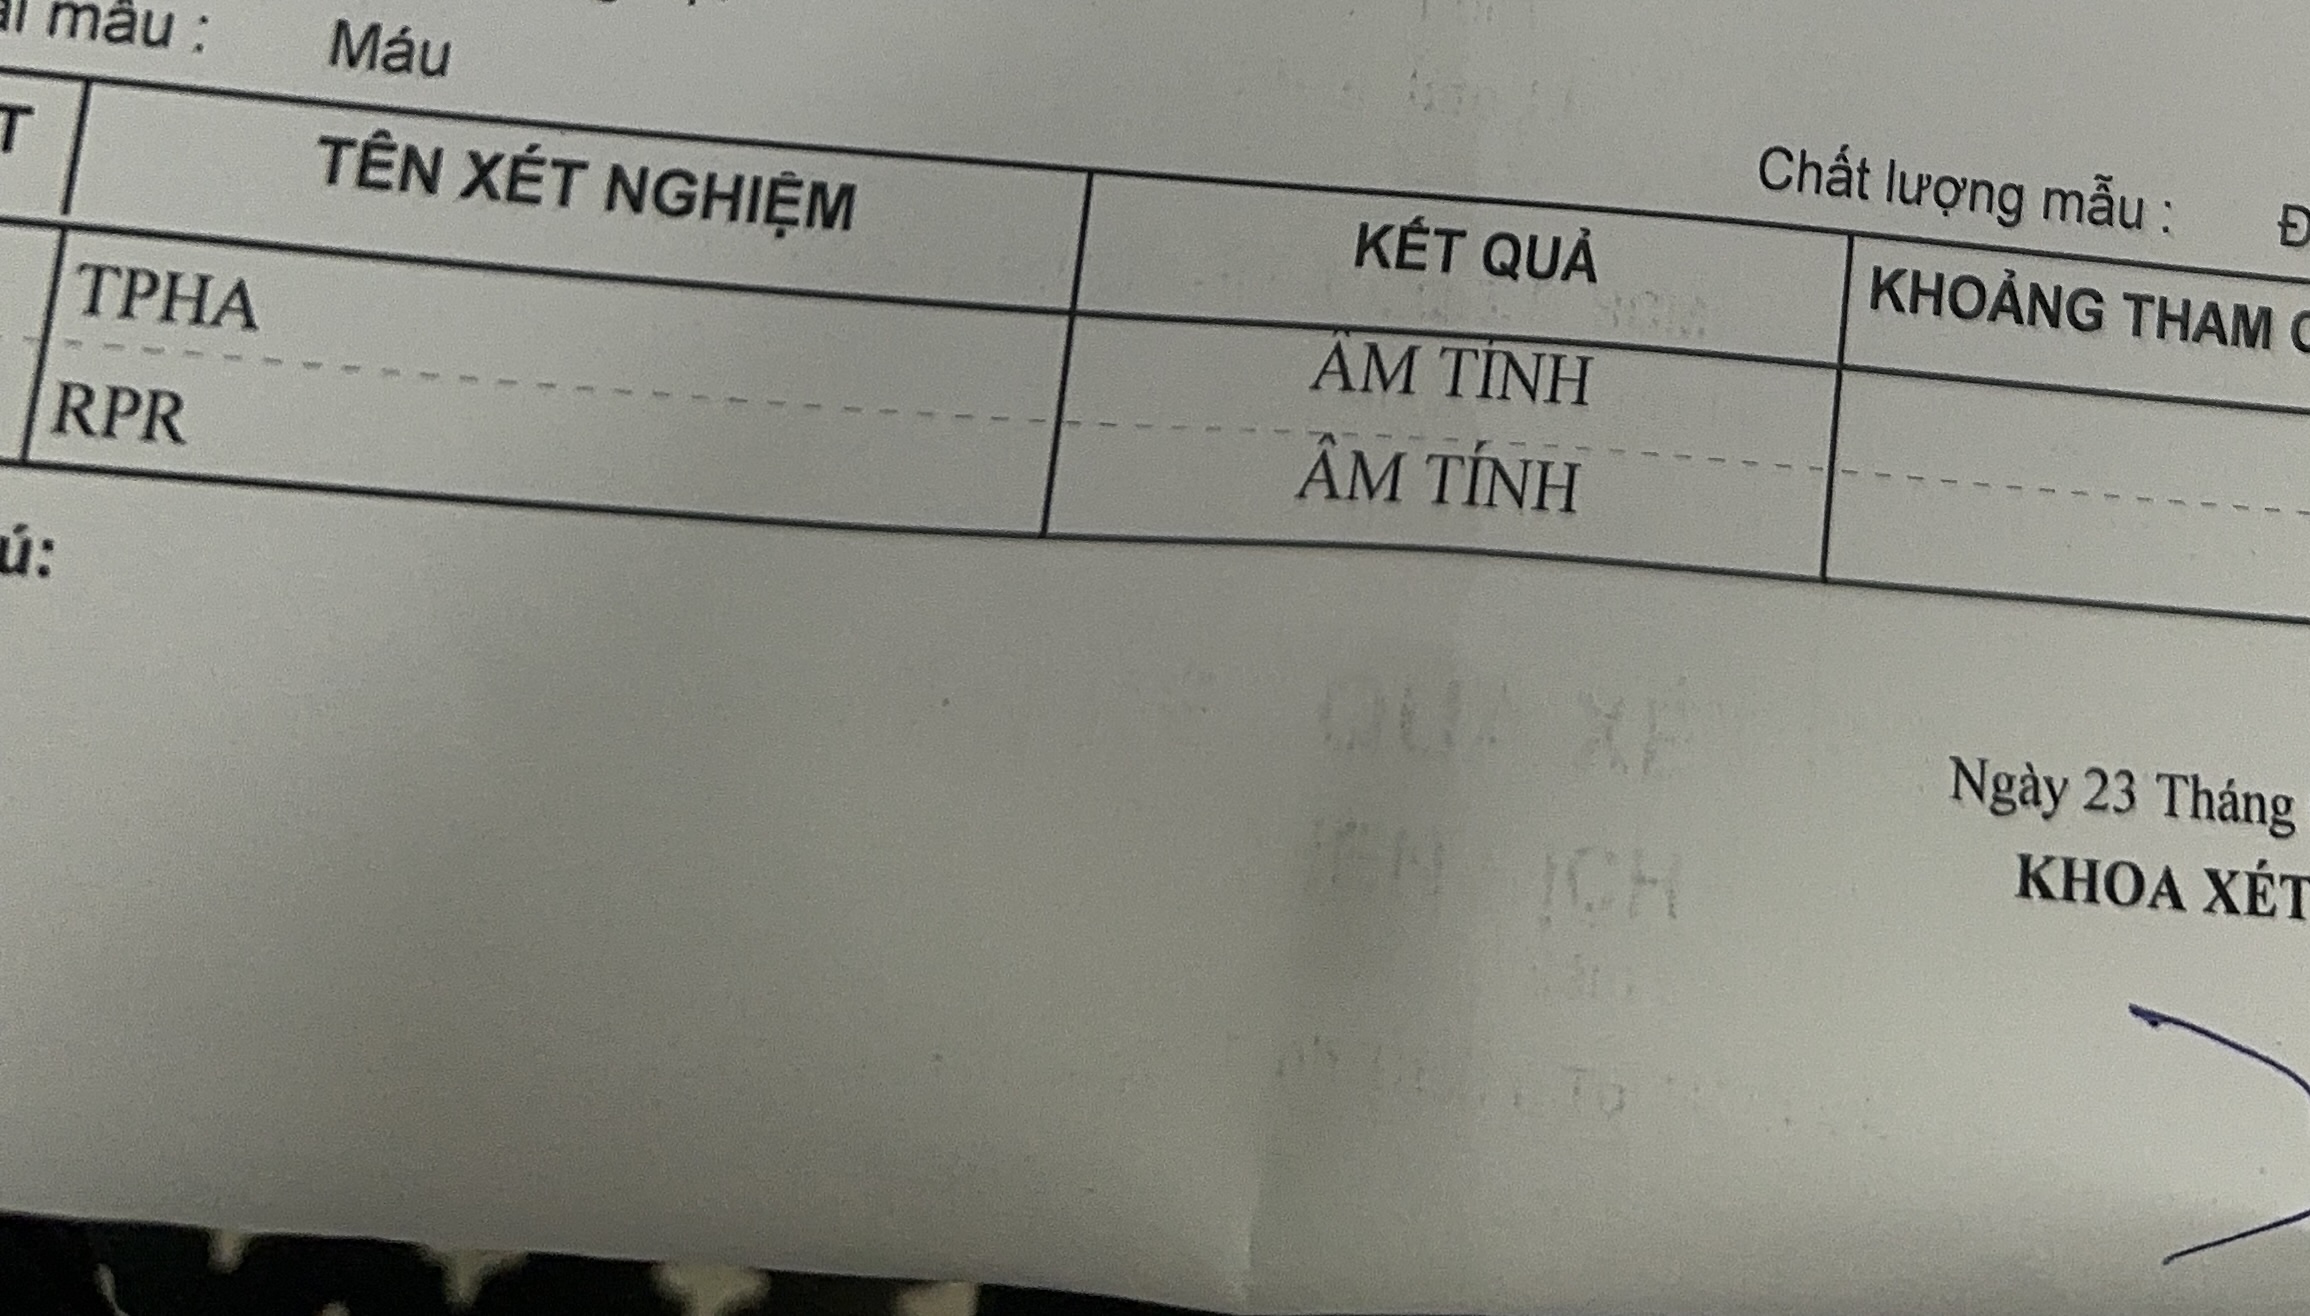 mẫu : Máu
Chất lượng mẫu : Đ
T TÊN XÉT NGHIỆM KẾT QUẢ KHOẢNG THAM
TPHA ÂM TÍNH
RPR ÂM TÍNH
ú:
Ngày 23 Tháng
KHOA XÉT